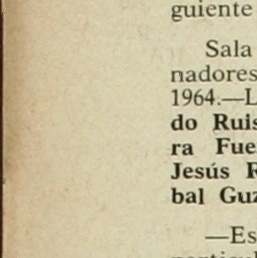 guiente
Sala
nadores
1964.—L
do Ruis
ra Fue
Jesús R
bal Guz
—Es